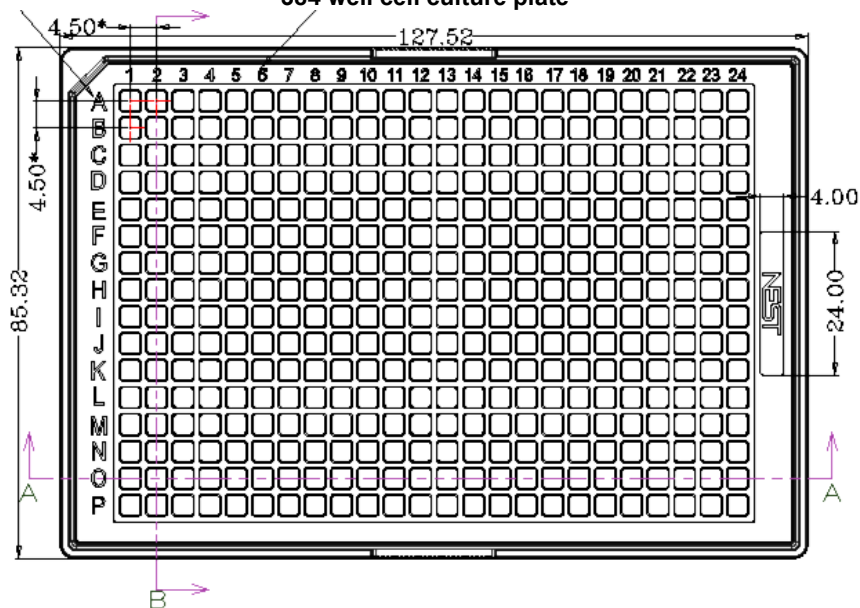 384 well cell culture plate
4.50*
127.52
1 2 3 4 5 6 7 8 9 10 11 12 13 14 15 16 17 18 19 20 21 22 23 24
A
B
C
D
E
F
G
H
I
J
K
L
M
N
O
P
4.50*
85.32
4.00
24.00
NEST
A
A
B